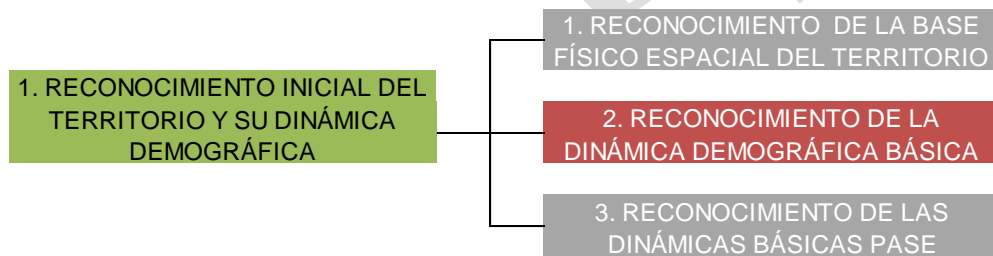 1. RECONOCIMIENTO INICIAL DEL
TERRITORIO Y SU DINÁMICA
DEMOGRÁFICA
1. RECONOCIMIENTO DE LA BASE
FÍSICO ESPACIAL DEL TERRITORIO
2. RECONOCIMIENTO DE LA
DINÁMICA DEMOGRÁFICA BÁSICA
3. RECONOCIMIENTO DE LAS
DINÁMICAS BÁSICAS PASE